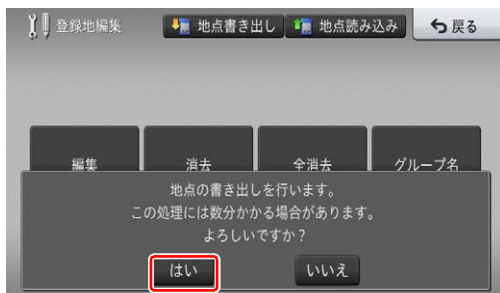 登録地編集 地点書き出し 地点読み込み 戻る
編集 消去 全消去 グループ名
地点の書き出しを行います。
この処理には数分かかる場合があります。
よろしいですか?
はい いいえ